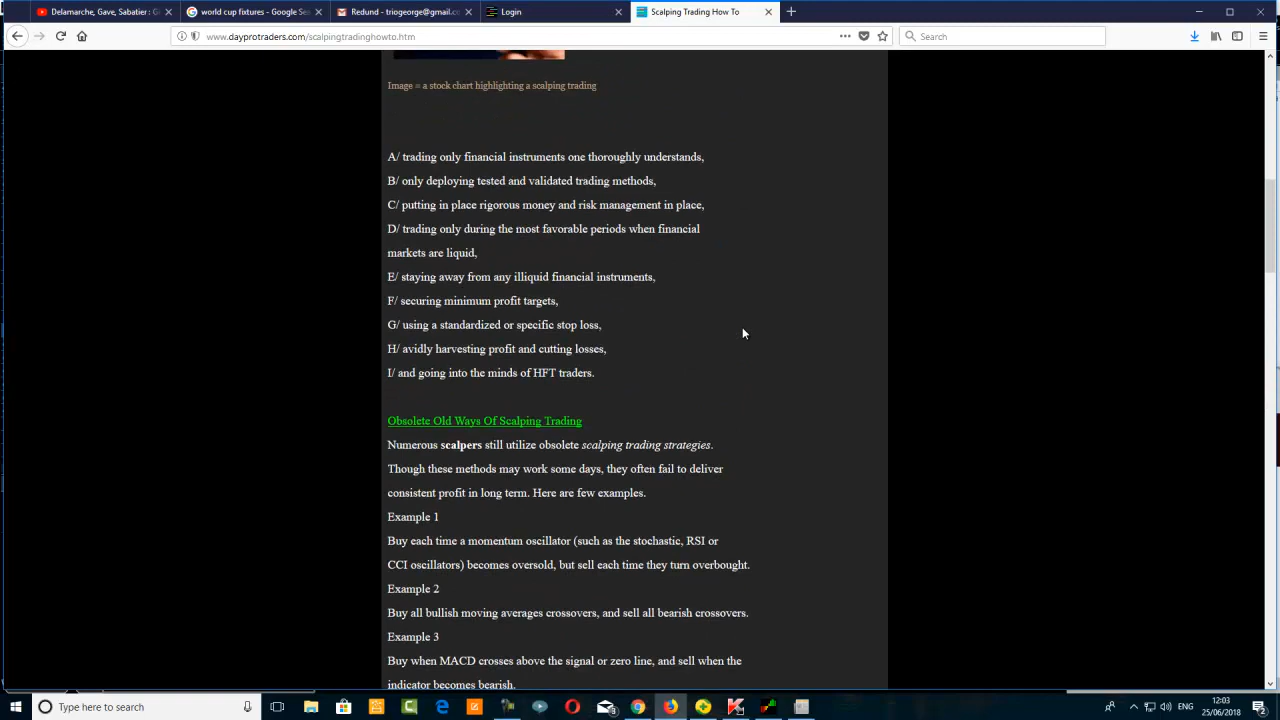 Delamarche, Gave, Sabatier : G
world cup fixtures - Google Se
Redund - triogeorge@gmail.co
Login
Scalping Trading How To
www.dayprotraders.com/scalpingtradinghowto.htm
Search
Image = a stock chart highlighting a scalping trading
A/ trading only financial instruments one thoroughly understands,
B/ only deploying tested and validated trading methods,
C/ putting in place rigorous money and risk management in place,
D/ trading only during the most favorable periods when financial
markets are liquid,
E/ staying away from any illiquid financial instruments,
F/ securing minimum profit targets,
G/ using a standardized or specific stop loss,
H/ avidly harvesting profit and cutting losses,
I/ and going into the minds of HFT traders.
Obsolete Old Ways Of Scalping Trading
Numerous scalpers still utilize obsolete scalping trading strategies.
Though these methods may work some days, they often fail to deliver
consistent profit in long term. Here are few examples.
Example 1
Buy each time a momentum oscillator (such as the stochastic, RSI or
CCI oscillators) becomes oversold, but sell each time they turn overbought.
Example 2
Buy all bullish moving averages crossovers, and sell all bearish crossovers.
Example 3
Buy when MACD crosses above the signal or zero line, and sell when the
indicator becomes bearish.
Type here to search
ENG
12:03
25/06/2018